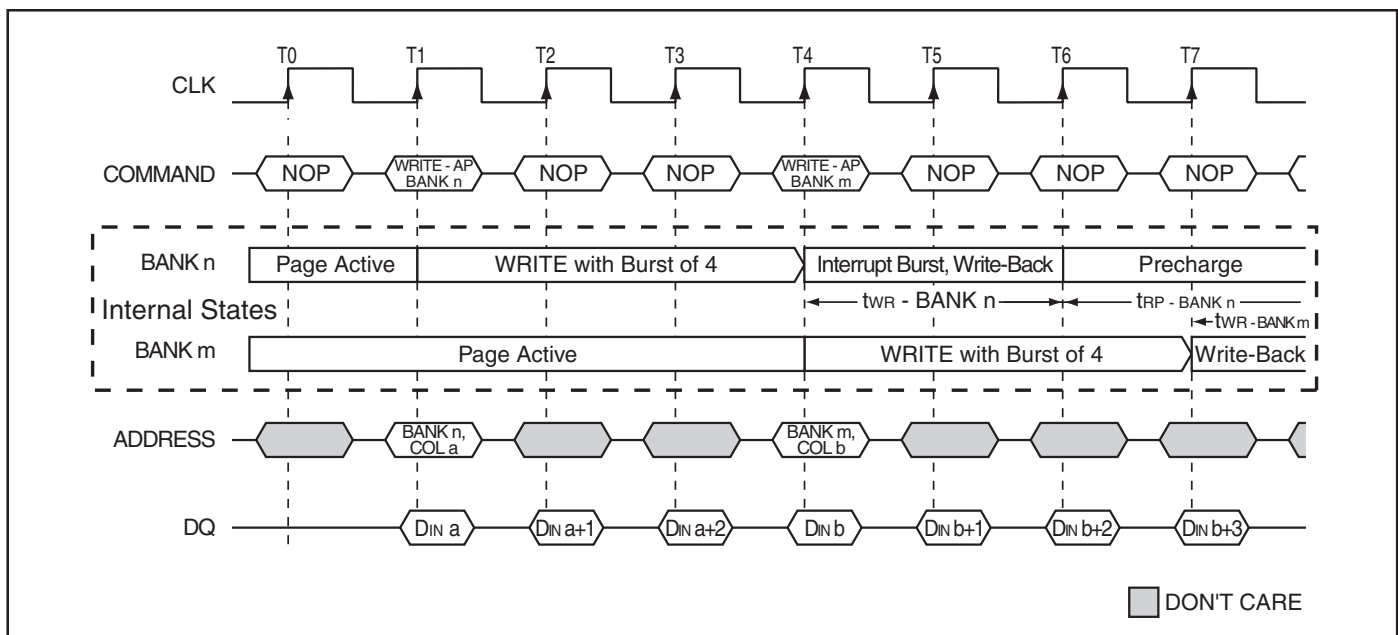 T0 T1 T2 T3 T4 T5 T6 T7
CLK
COMMAND NOP WRITE - AP BANK n NOP NOP WRITE - AP BANK m NOP NOP NOP
BANK n Page Active WRITE with Burst of 4 Interrupt Burst, Write-Back Precharge
tWR - BANK n tRP - BANK n
Internal States
tWR - BANK m
BANK m Page Active WRITE with Burst of 4 Write-Back
ADDRESS BANK n, COL a BANK m, COL b
DQ DIN a DIN a+1 DIN a+2 DIN b DIN b+1 DIN b+2 DIN b+3
DON'T CARE